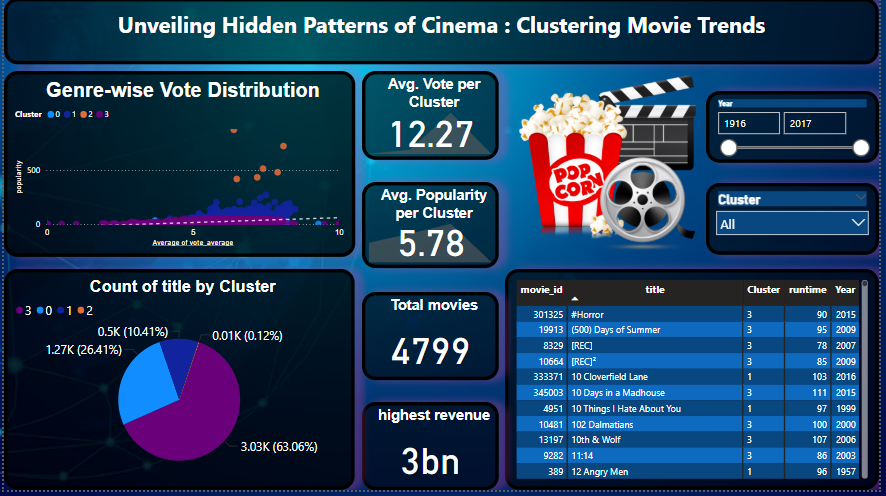 Unveiling Hidden Patterns of Cinema : Clustering Movie Trends
Genre-wise Vote Distribution
Cluster 0 1 2 3
popularity
500
0
0 5 10
Average of vote_average
Avg. Vote per
Cluster
12.27
Avg. Popularity
per Cluster
5.78
POP
CORN
Year
1916 2017
Cluster
All
Count of title by Cluster
3 0 1 2
0.5K (10.41%)
0.01K (0.12%)
1.27K (26.41%)
3.03K (63.06%)
Total movies
4799
highest revenue
3bn
movie_id title Cluster runtime Year
301325 #Horror 3 90 2015
19913 (500) Days of Summer 3 95 2009
8329 [REC] 3 78 2007
10664 [REC]² 3 85 2009
333371 10 Cloverfield Lane 1 103 2016
345003 10 Days in a Madhouse 3 111 2015
4951 10 Things I Hate About You 1 97 1999
10481 102 Dalmatians 3 100 2000
13197 10th & Wolf 3 107 2006
9282 11:14 3 86 2003
389 12 Angry Men 1 96 1957